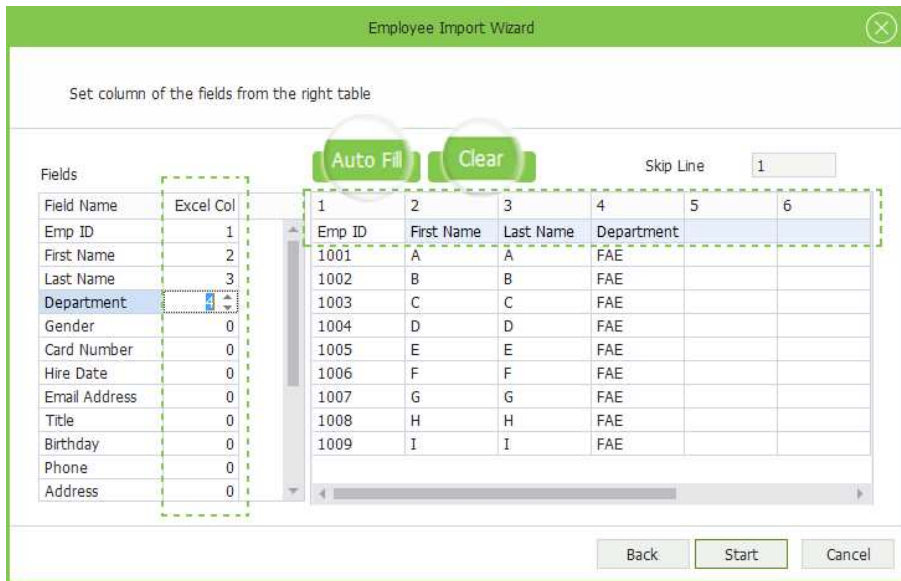 Employee Import Wizard
Set column of the fields from the right table
Auto Fill Clear
Skip Line 1
Fields
Field Name Excel Col 1 2 3 4 5 6
Emp ID 1 Emp ID First Name Last Name Department
First Name 2 1001 A A FAE
Last Name 3 1002 B B FAE
Department 4 1003 C C FAE
Gender 0 1004 D D FAE
Card Number 0 1005 E E FAE
Hire Date 0 1006 F F FAE
Email Address 0 1007 G G FAE
Title 0 1008 H H FAE
Birthday 0 1009 I I FAE
Phone 0
Address 0
Back Start Cancel